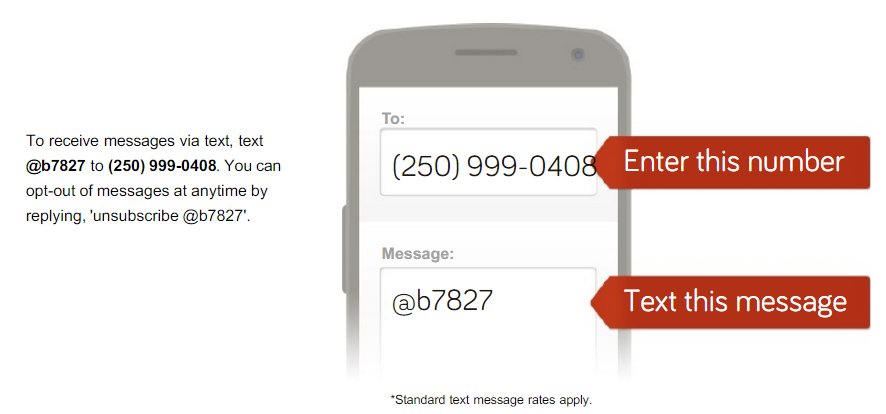 To receive messages via text, text
@b7827 to (250) 999-0408. You can
opt-out of messages at anytime by
replying, 'unsubscribe @b7827'.
To:
(250) 999-0408
Enter this number
Message:
@b7827
Text this message
*Standard text message rates apply.